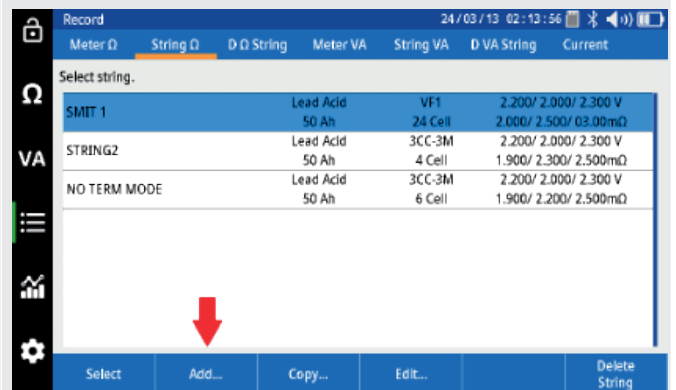 Record 24/03/13 02:13:56
Meter Ω String Ω D Ω String Meter VA String VA D VA String Current
Select string.
Ω
VA
SMIT 1 Lead Acid VF1 2.200/ 2.000/ 2.300 V
50 Ah 24 Cell 2.000/ 2.500/ 03.00mΩ
STRING2 Lead Acid 3CC-3M 2.200/ 2.000/ 2.300 V
50 Ah 4 Cell 1.900/ 2.300/ 2.500mΩ
NO TERM MODE Lead Acid 3CC-3M 2.200/ 2.000/ 2.300 V
50 Ah 6 Cell 1.900/ 2.200/ 2.500mΩ
Select Add... Copy... Edit... Delete String